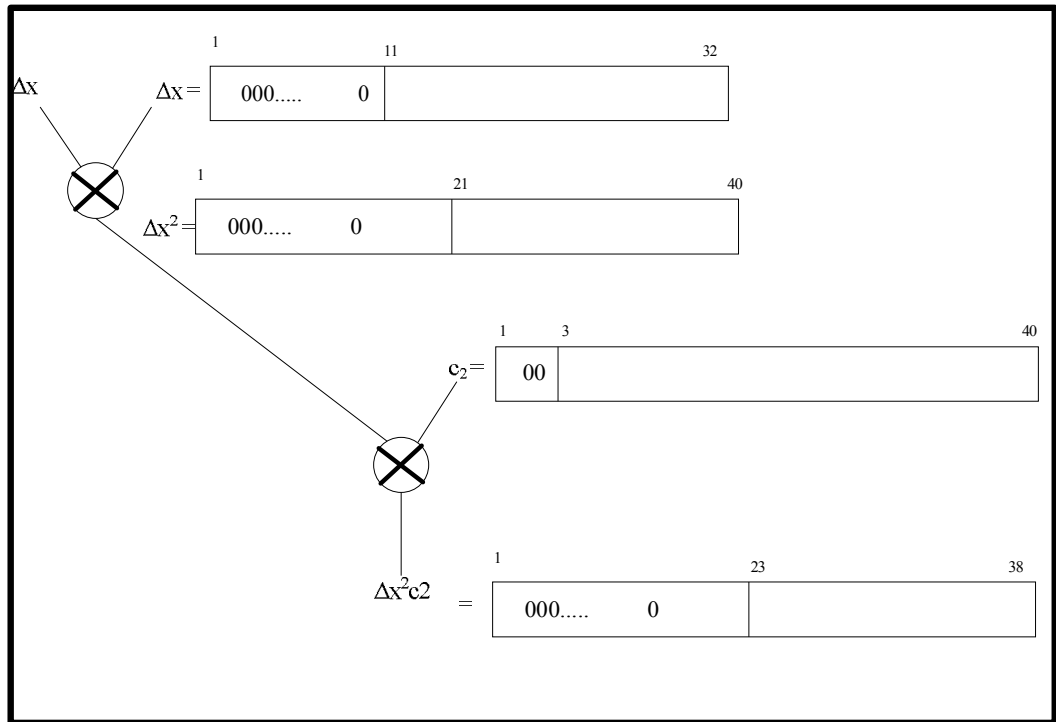 1 11 32
Δx Δx= 000..... 0
1 21 40
Δx²= 000..... 0
1 3 40
c₂= 00
1 23 38
Δx²c2 = 000..... 0